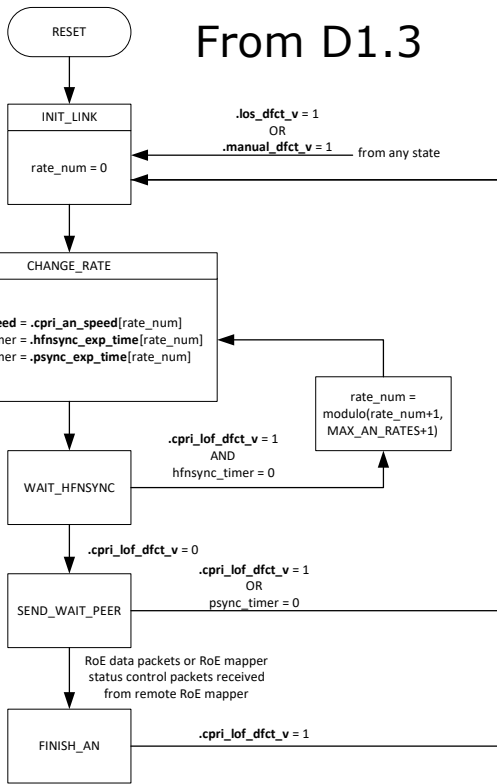 From D1.3
RESET
INIT_LINK
rate_num = 0
.los_dfct_v = 1
OR
.manual_dfct_v = 1
from any state
CHANGE_RATE
eed = .cpri_an_speed[rate_num]
mer = .hfnsync_exp_time[rate_num]
mer = .psync_exp_time[rate_num]
rate_num =
modulo(rate_num+1,
MAX_AN_RATES+1)
.cpri_lof_dfct_v = 1
AND
hfnsync_timer = 0
WAIT_HFNSYNC
.cpri_lof_dfct_v = 0
SEND_WAIT_PEER
.cpri_lof_dfct_v = 1
OR
psync_timer = 0
RoE data packets or RoE mapper
status control packets received
from remote RoE mapper
FINISH_AN
.cpri_lof_dfct_v = 1